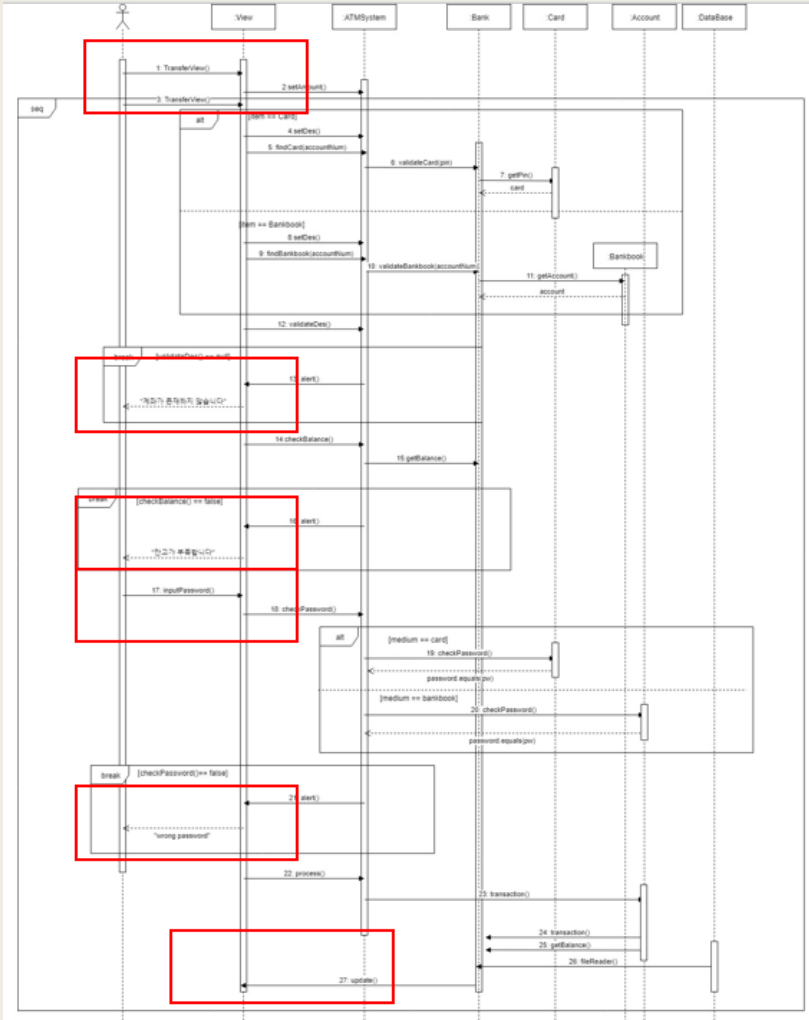 :View
:ATMSystem
:Bank
:Card
:Account
:DataBase
1: TransferView()
2:setAmount()
3: TransferView()
seq
alt
[item == Card]
4.setDes()
5: findCard(accountNum)
6: validateCard(pin)
7: getPin()
card
[item == Bankbook]
8:setDes()
9: findBankbook(accountNum)
10: validateBankbook(accountNum)
:Bankbook
11: getAccount()
account
12: validateDes()
break
[validateDes() == null]
13: alert()
"계좌가 존재하지 않습니다"
14:checkBalance()
15:getBalance()
break
[checkBalance() == false]
16: alert()
"잔고가 부족합니다"
17: inputPassword()
18: checkPassword()
alt
[medium == card]
19: checkPassword()
password.equals(pw)
[medium == bankbook]
20: checkPassword()
password.equals(pw)
break
[checkPassword()== false]
21: alert()
"wrong password"
22: process()
23: transaction()
24: transaction()
25: getBalance()
26: fileReader()
27: update()